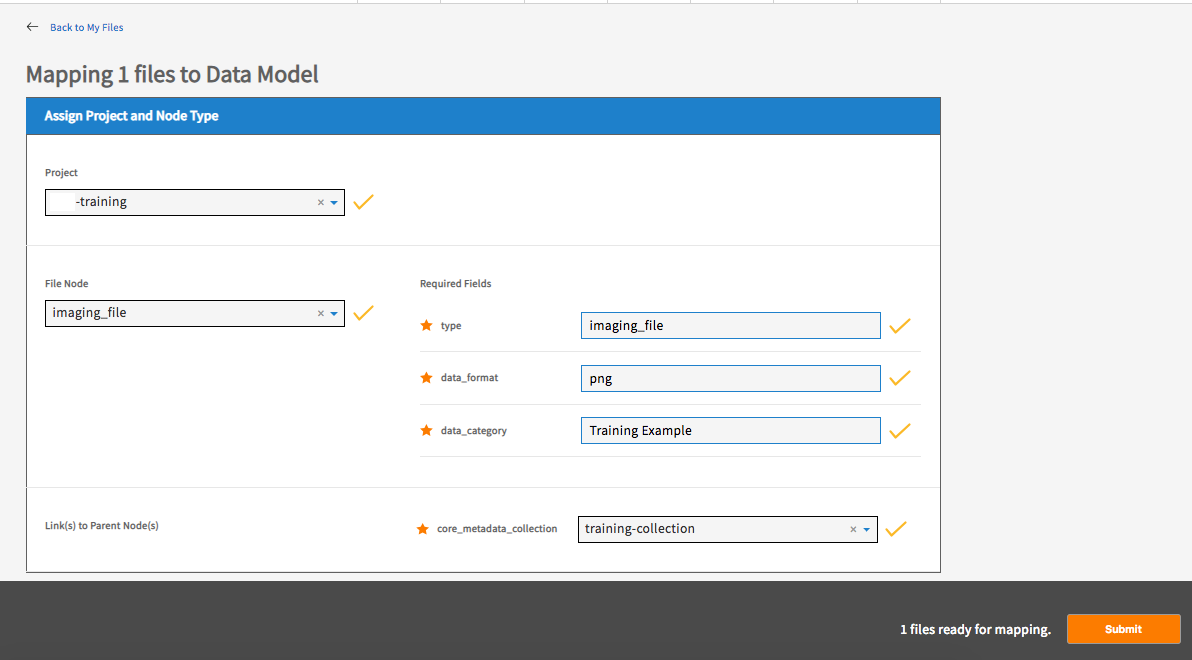 Back to My Files
Mapping 1 files to Data Model
Assign Project and Node Type
Project
-training
File Node
imaging_file
Required Fields
type
imaging_file
data_format
png
data_category
Training Example
Link(s) to Parent Node(s)
core_metadata_collection
training-collection
1 files ready for mapping.
Submit